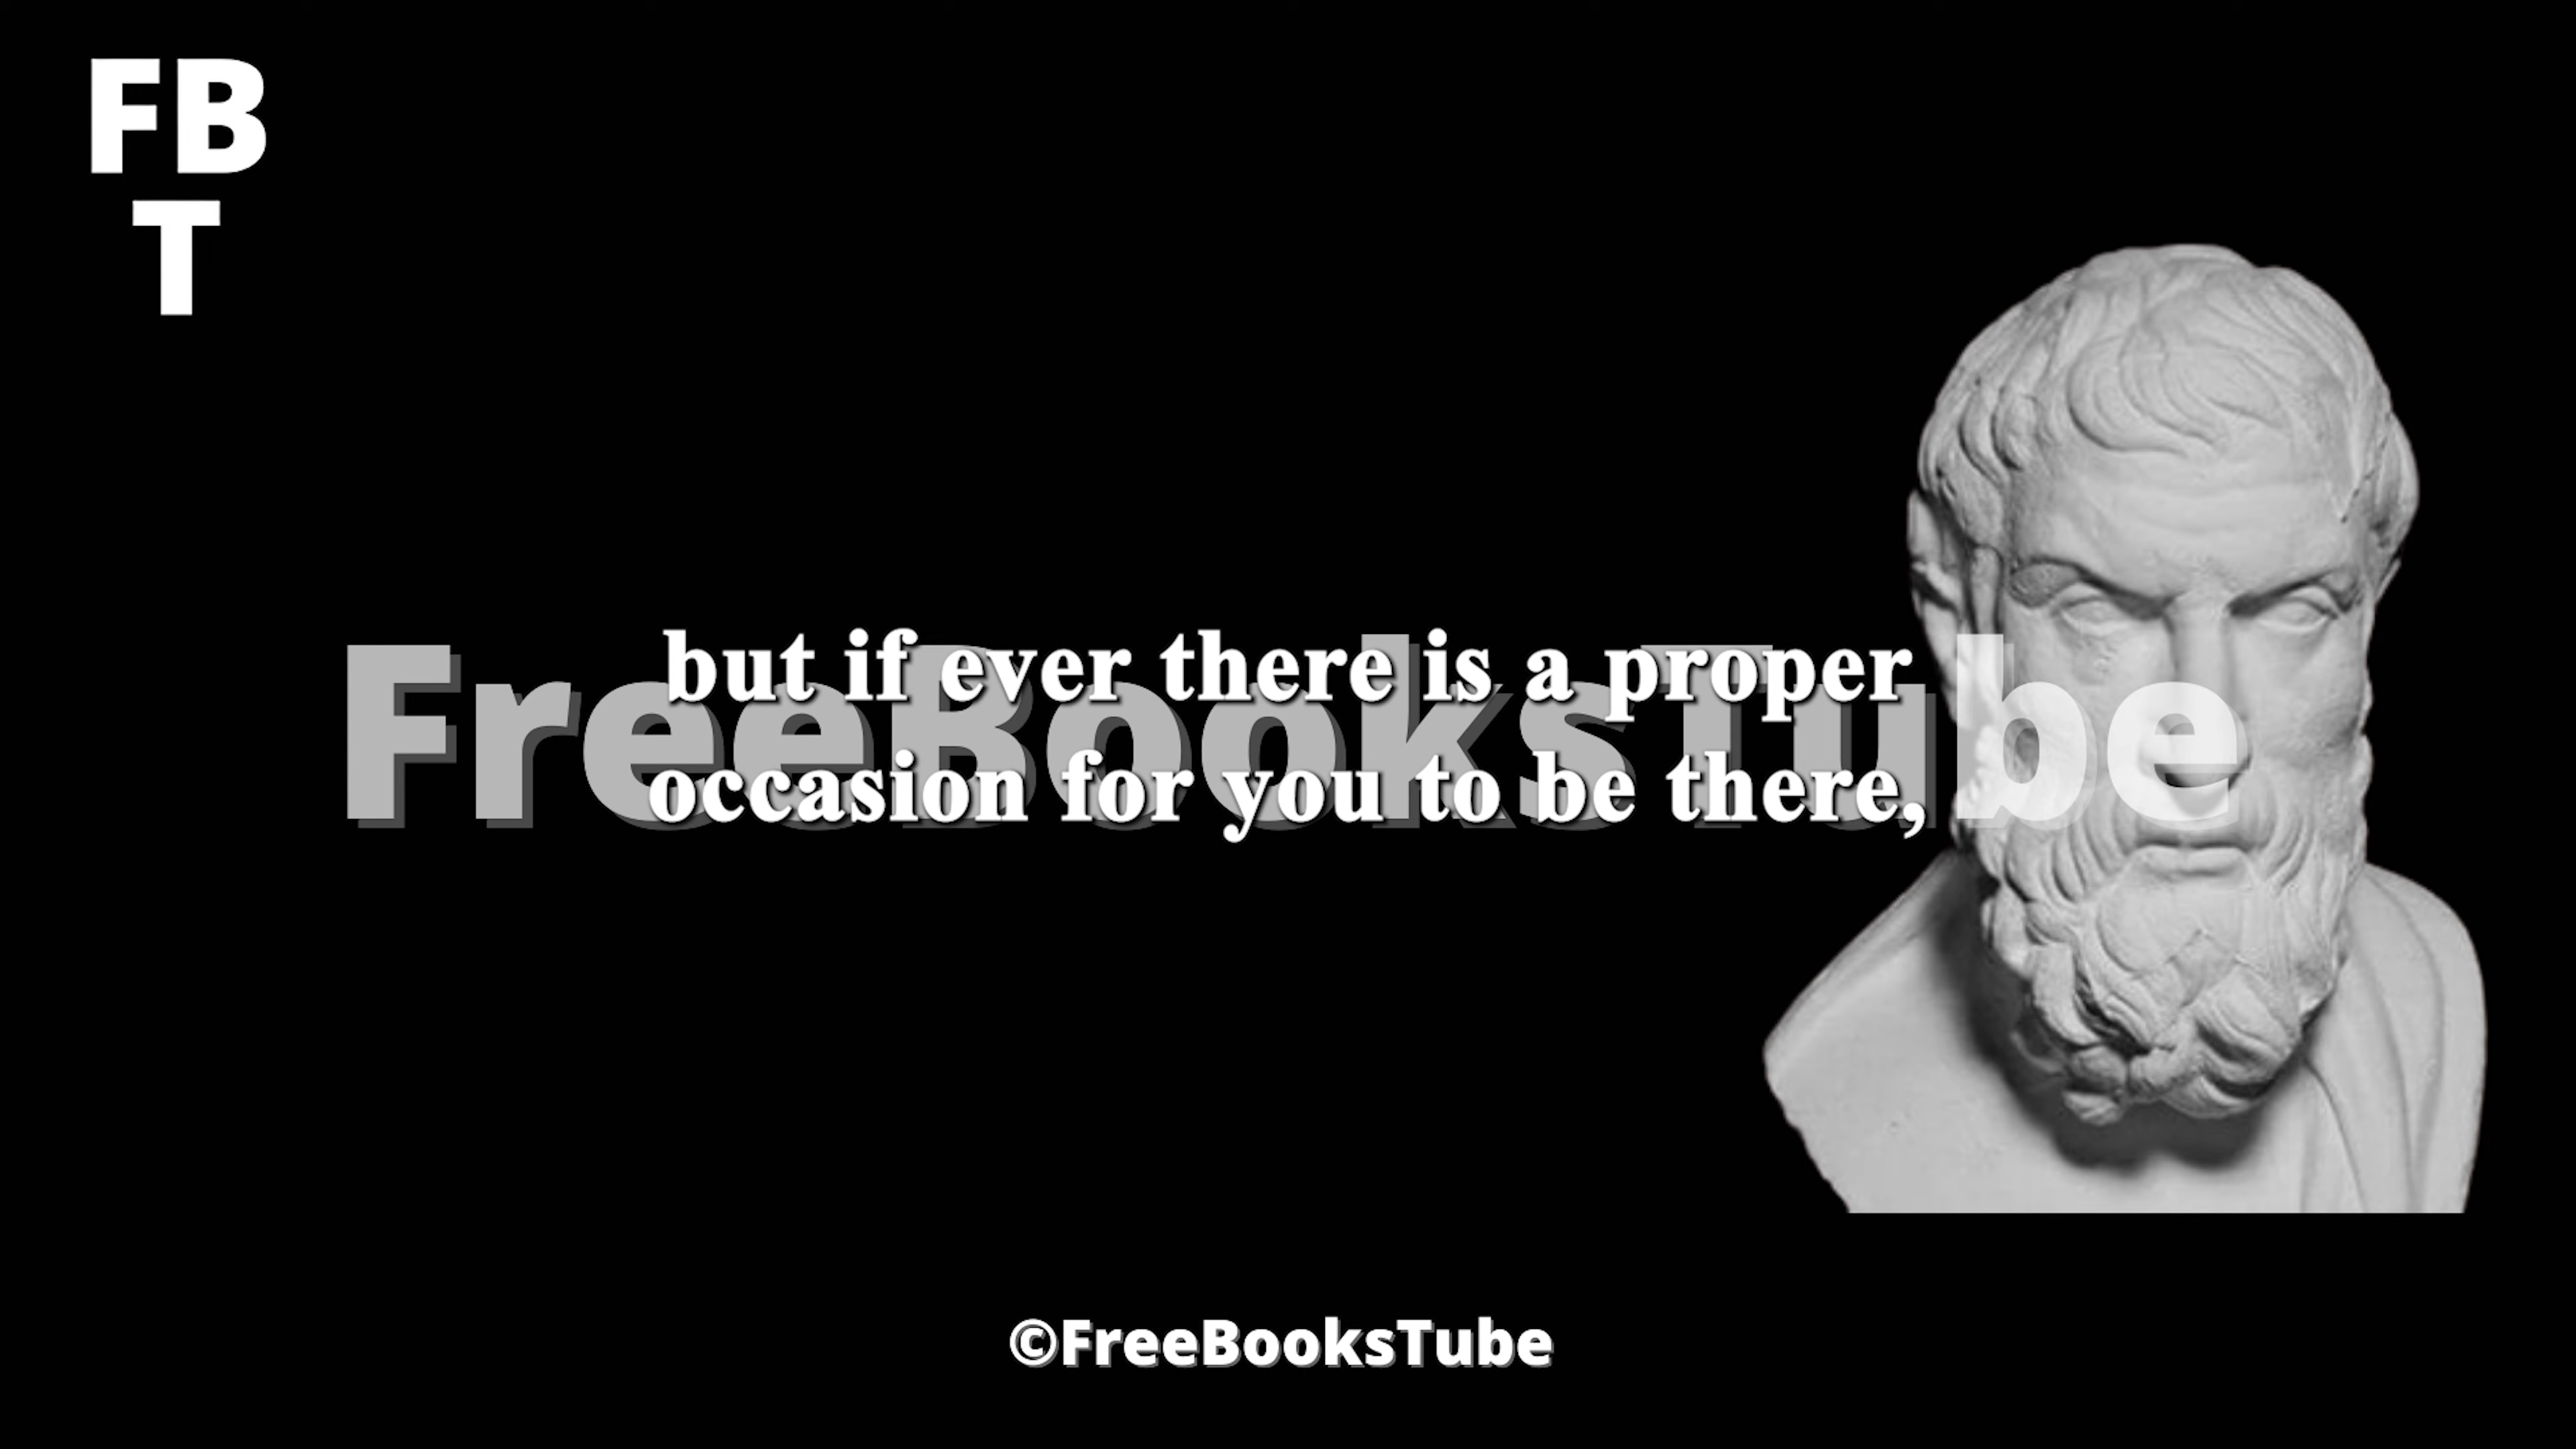 FB
T
FreeBooksTube
but if ever there is a proper
occasion for you to be there,
©FreeBooksTube